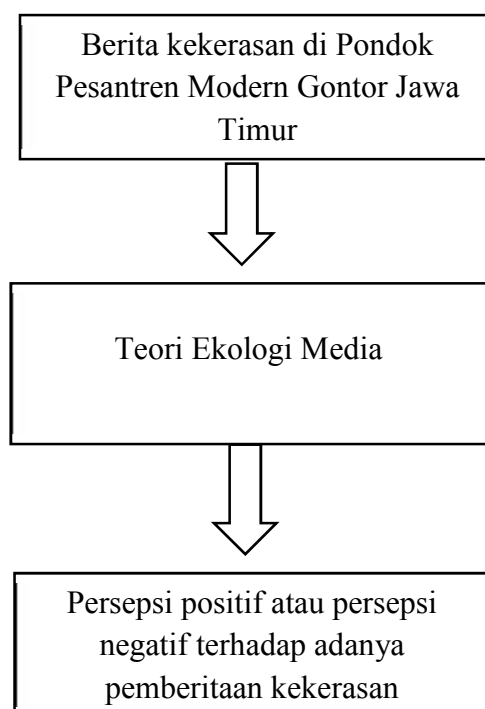 Berita kekerasan di Pondok
Pesantren Modern Gontor Jawa
Timur
Teori Ekologi Media
Persepsi positif atau persepsi
negatif terhadap adanya
pemberitaan kekerasan